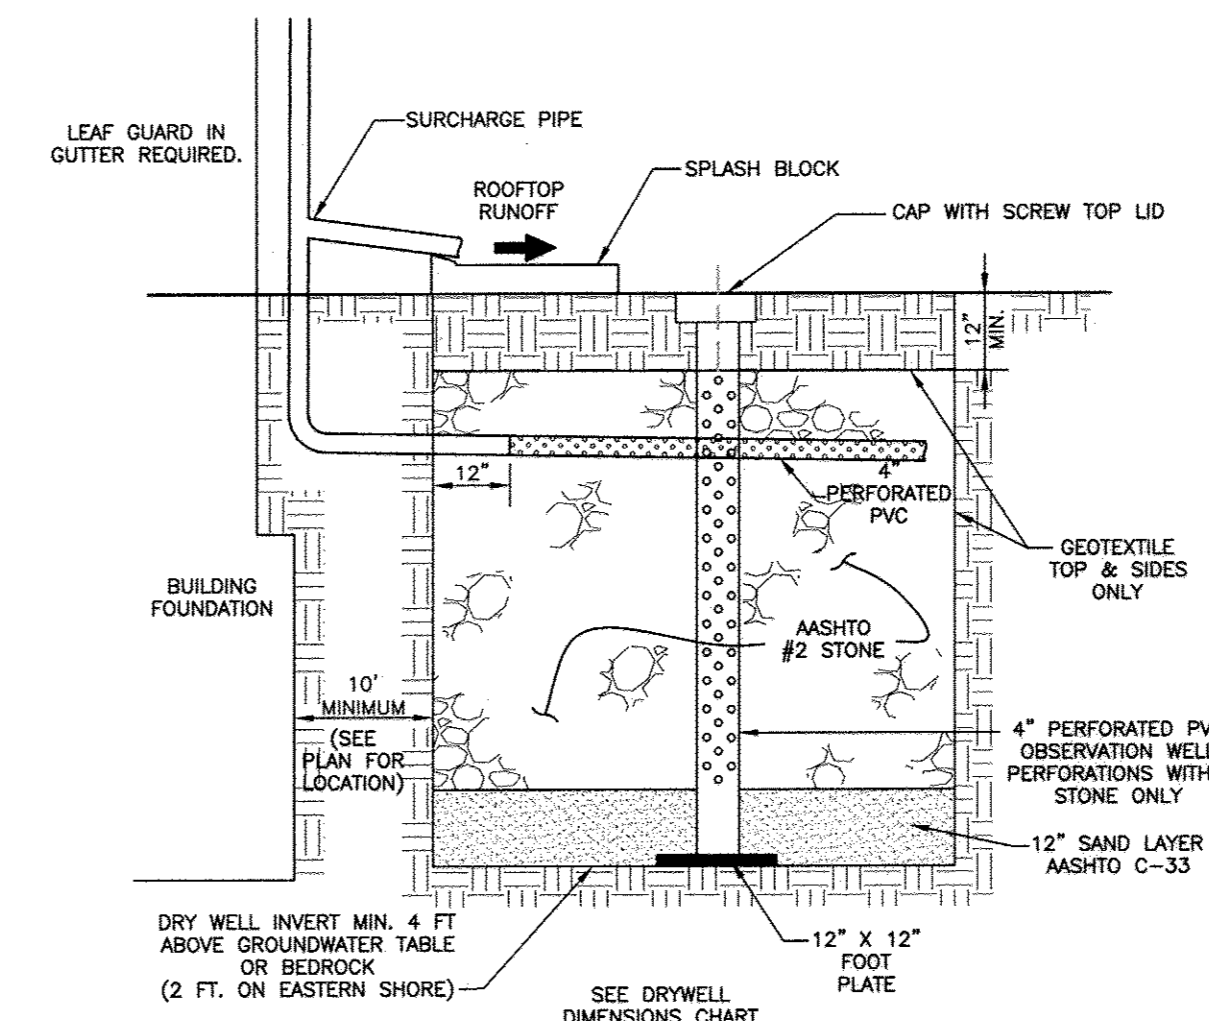 LEAF GUARD IN
GUTTER REQUIRED.
SURCHARGE PIPE
ROOFTOP
RUNOFF
SPLASH BLOCK
CAP WITH SCREW TOP LID
12"
MIN.
12"
4"
PERFORATED
PVC
GEOTEXTILE
TOP & SIDES
ONLY
BUILDING
FOUNDATION
AASHTO
#2 STONE
10'
MINIMUM
(SEE
PLAN FOR
LOCATION)
4" PERFORATED PV
OBSERVATION WELL
PERFORATIONS WITH
STONE ONLY
12" SAND LAYER
AASHTO C-33
DRY WELL INVERT MIN. 4 FT
ABOVE GROUNDWATER TABLE
OR BEDROCK
(2 FT. ON EASTERN SHORE)
12" X 12"
FOOT
PLATE
SEE DRYWELL
DIMENSIONS CHART